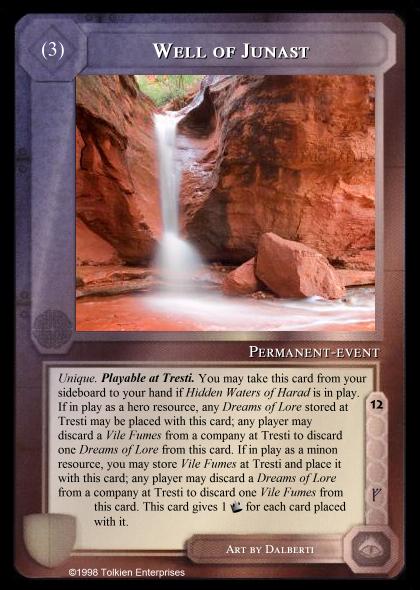 (3)
WELL OF JUNAST
PERMANENT-EVENT
Unique. Playable at Tresti. You may take this card from your
sideboard to your hand if Hidden Waters of Harad is in play.
If in play as a hero resource, any Dreams of Lore stored at
Tresti may be placed with this card; any player may
discard a Vile Fumes from a company at Tresti to discard
one Dreams of Lore from this card. If in play as a minon
resource, you may store Vile Fumes at Tresti and place it
with this card; any player may discard a Dreams of Lore
from a company at Tresti to discard one Vile Fumes from
this card. This card gives 1 for each card placed
with it.
12
ART BY DALBERTI
©1998 Tolkien Enterprises